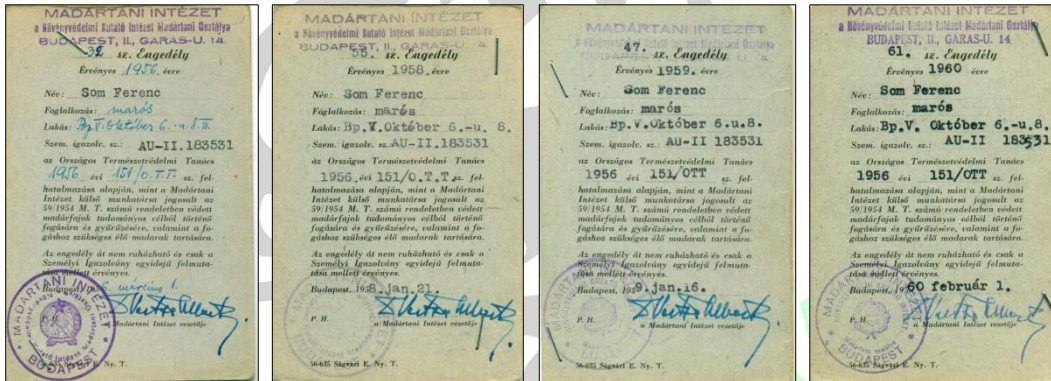 MADÁRTANI INTÉZET
a Növényvédelmi Kutató Intézet Madártani Osztálya
BUDAPEST, II., GARAS-U. 14.
32 sz. Engedély
Érvényes 1956. évre
Név: Som Ferenc
Foglalkozás: marós
Lakás: Bp. V. Október 6.-u. 8. III.
Szem. igazolv. sz.: AU-II.183531
az Országos Természetvédelmi Tanács
1956. évi 151/O.T.T. sz. fel-
hatalmazása alapján, mint a Madártani
Intézet külső munkatársa jogosult az
59/1954 M. T. számú rendeletben védett
madárfajok tudományos célból történő
fogására és gyűrűzésére, valamint a fo-
gáshoz szükséges élő madarak tartására.
Az engedély át nem ruházható és csak a
Személyi Igazolvány egyidejű felmuta-
tása mellett érvényes.
Budapest, 1956. március 1.
P. H.
a Madártani Intézet vezetője
MADÁRTANI INTÉZET
BUDAPEST
56-635 Ságvári E. Ny. T.
MADÁRTANI INTÉZET
a Növényvédelmi Kutató Intézet Madártani Osztálya
BUDAPEST, II., GARAS-U. 14.
sz. Engedély
Érvényes 1958. évre
Név: Som Ferenc
Foglalkozás: marós
Lakás: Bp.V.Október 6.-u. 8.
Szem. igazolv. sz.: AU-II.183531
az Országos Természetvédelmi Tanács
1956. évi 151/O.T.T. sz. fel-
hatalmazása alapján, mint a Madártani
Intézet külső munkatársa jogosult az
59/1954 M. T. számú rendeletben védett
madárfajok tudományos célból történő
fogására és gyűrűzésére, valamint a fo-
gáshoz szükséges élő madarak tartására.
Az engedély át nem ruházható és csak a
Személyi Igazolvány egyidejű felmuta-
tása mellett érvényes.
Budapest, 1958. jan. 21.
P. H.
a Madártani Intézet vezetője
56-635 Ságvári E. Ny. T.
MADÁRTANI INTÉZET
a Növényvédelmi Kutató Intézet Madártani Osztálya
BUDAPEST, II., GARAS-U. 14.
47. sz. Engedély
Érvényes 1959. évre
Név: Som Ferenc
Foglalkozás: marós
Lakás: Bp.V.Október 6.u.8.
Szem. igazolv. sz.: AU-II 183531
az Országos Természetvédelmi Tanács
1956 évi 151/OTT sz. fel-
hatalmazása alapján, mint a Madártani
Intézet külső munkatársa jogosult az
59/1954 M. T. számú rendeletben védett
madárfajok tudományos célból történő
fogására és gyűrűzésére, valamint a fo-
gáshoz szükséges élő madarak tartására.
Az engedély át nem ruházható és csak a
Személyi Igazolvány egyidejű felmuta-
tása mellett érvényes.
Budapest, 1959. jan. 16.
P. H.
a Madártani Intézet vezetője
56-635 Ságvári E. Ny. T.
MADÁRTANI INTÉZET
a Növényvédelmi Kutató Intézet Madártani Osztálya
BUDAPEST, II., GARAS-U. 14.
61. sz. Engedély
Érvényes 1960 évre
Név: Som Ferenc
Foglalkozás: marós
Lakás: Bp.V. Október 6.-u.8.
Szem. igazolv. sz.: AU-II 183531
az Országos Természetvédelmi Tanács
1956 évi 151/OTT sz. fel-
hatalmazása alapján, mint a Madártani
Intézet külső munkatársa jogosult az
59/1954 M. T. számú rendeletben védett
madárfajok tudományos célból történő
fogására és gyűrűzésére, valamint a fo-
gáshoz szükséges élő madarak tartására.
Az engedély át nem ruházható és csak a
Személyi Igazolvány egyidejű felmuta-
tása mellett érvényes.
Budapest, 1960 február 1.
P. H.
a Madártani Intézet vezetője
BUDAPEST
56-635 Ságvári E. Ny. T.